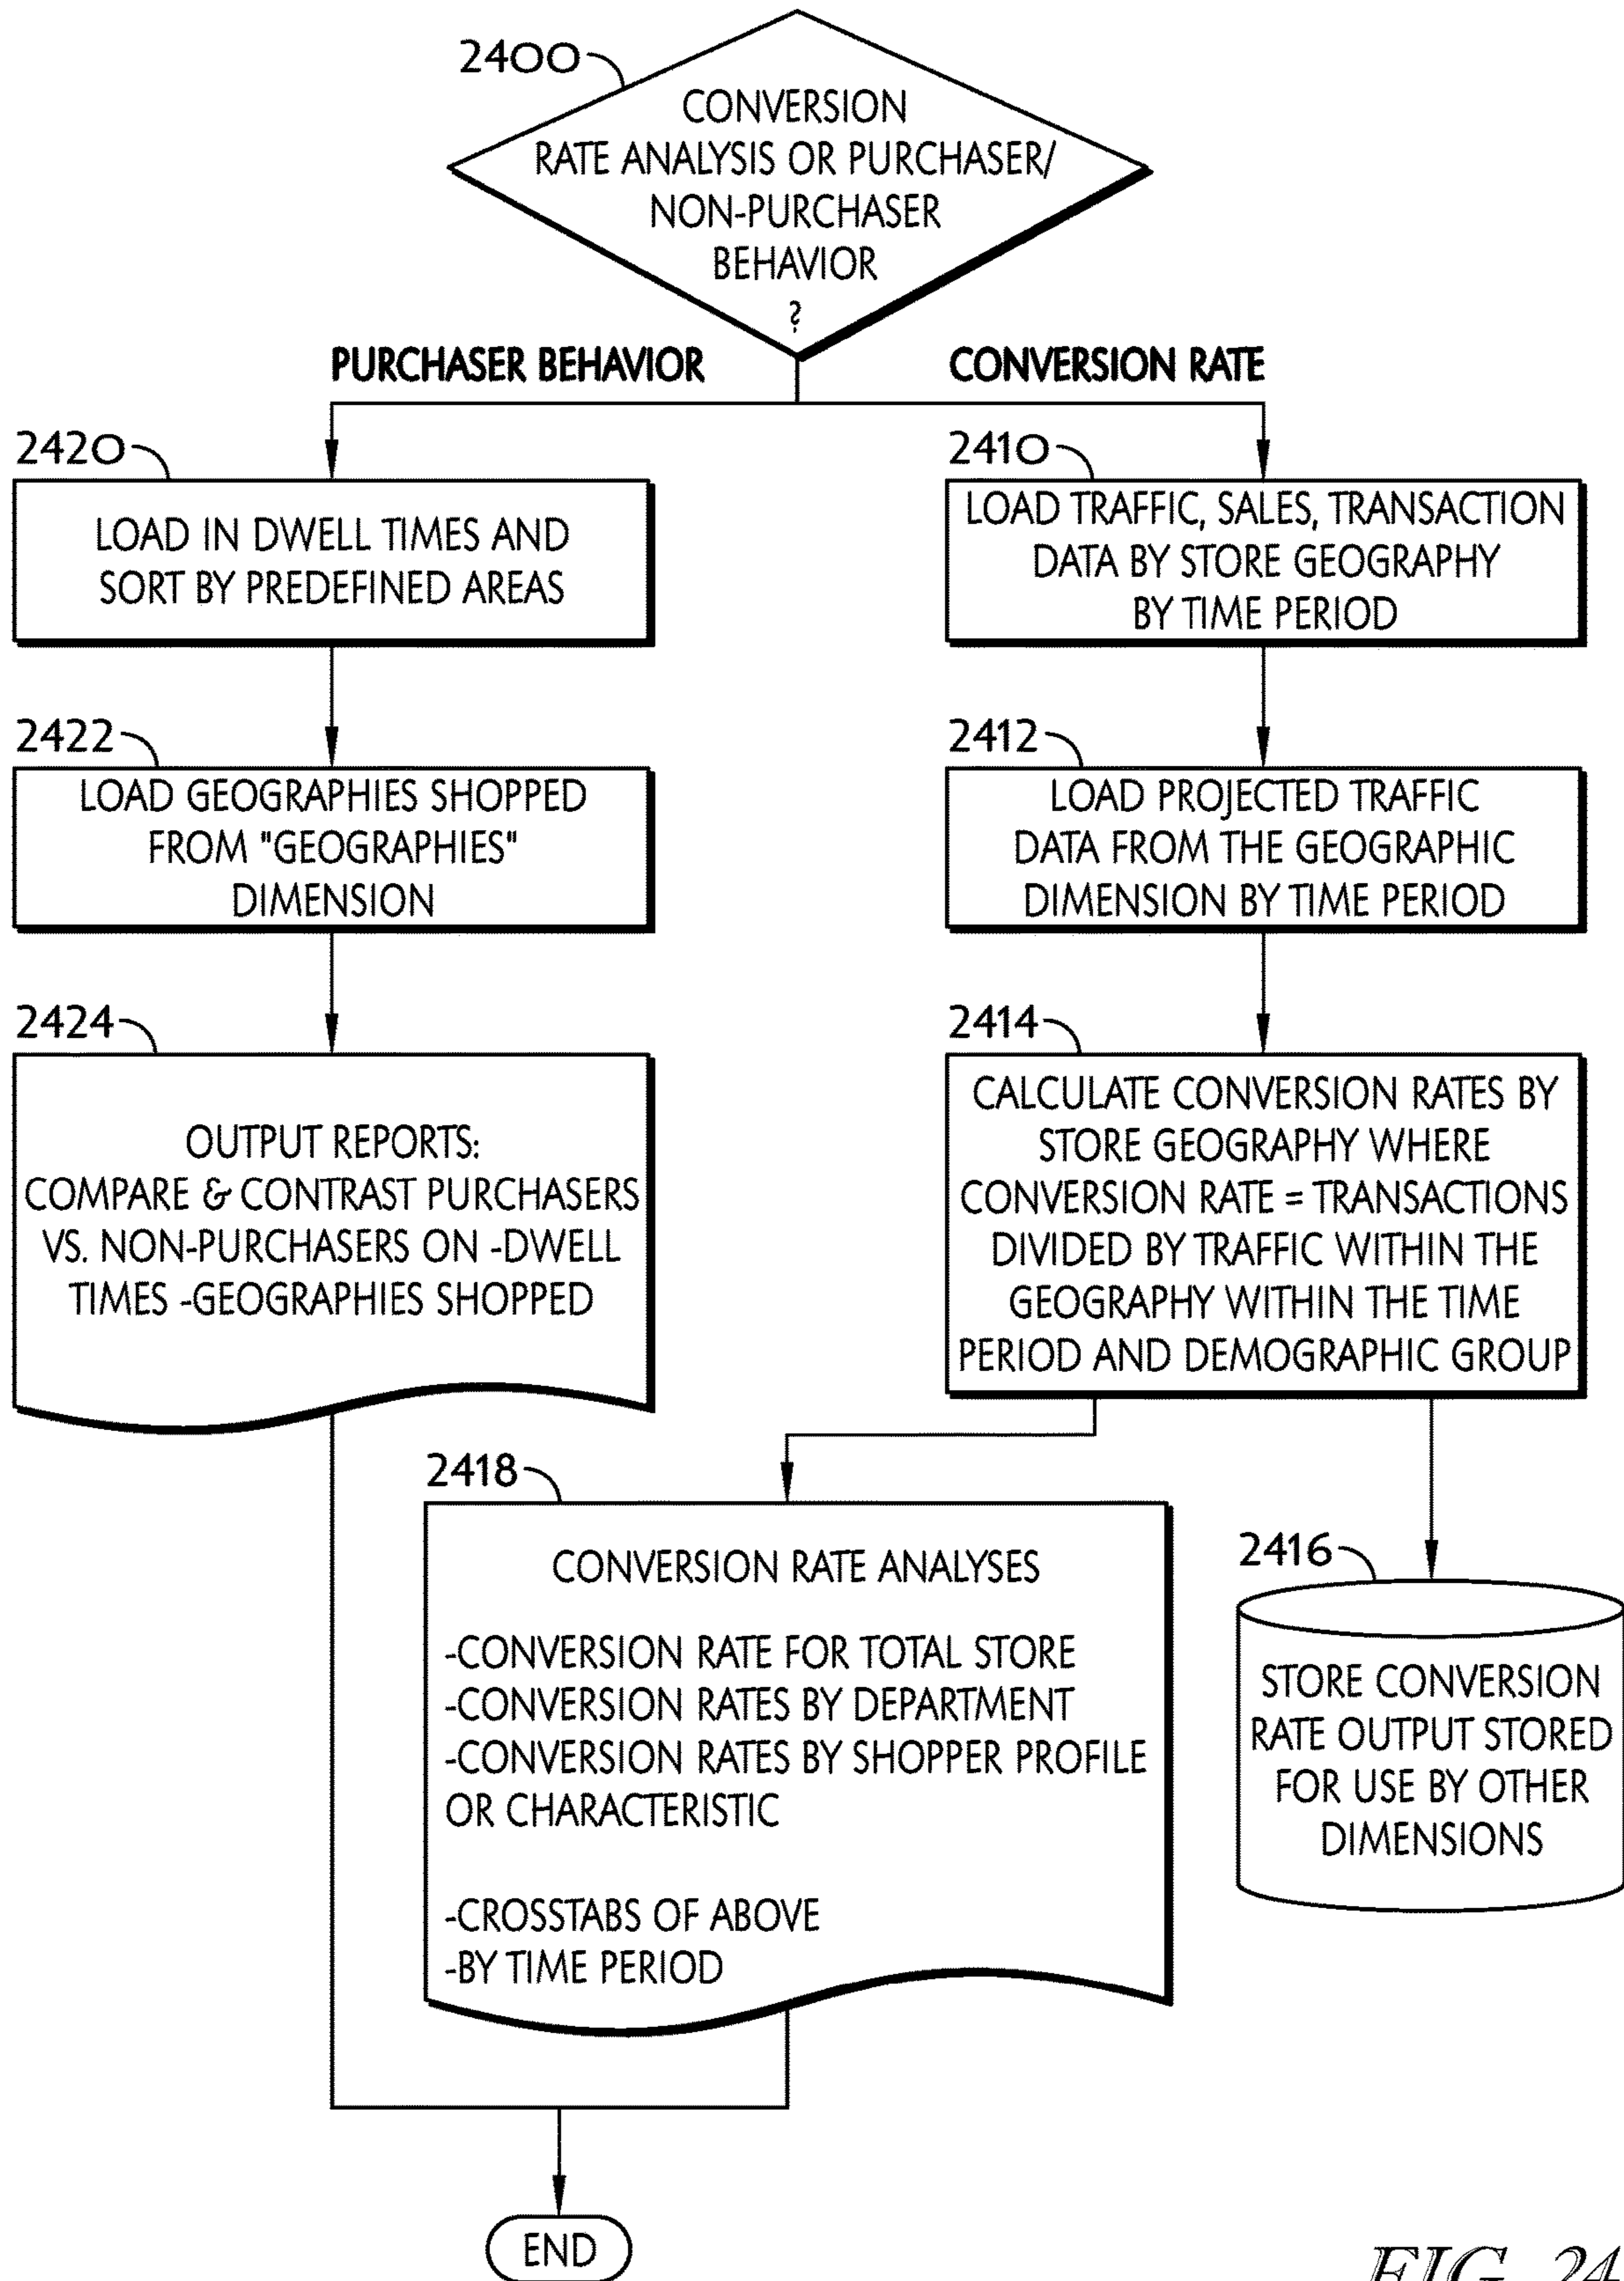 2400
CONVERSION
RATE ANALYSIS OR PURCHASER/
NON-PURCHASER
BEHAVIOR
?
PURCHASER BEHAVIOR
CONVERSION RATE
2420
LOAD IN DWELL TIMES AND
SORT BY PREDEFINED AREAS
2410
LOAD TRAFFIC, SALES, TRANSACTION
DATA BY STORE GEOGRAPHY
BY TIME PERIOD
2422
LOAD GEOGRAPHIES SHOPPED
FROM "GEOGRAPHIES"
DIMENSION
2412
LOAD PROJECTED TRAFFIC
DATA FROM THE GEOGRAPHIC
DIMENSION BY TIME PERIOD
2424
OUTPUT REPORTS:
COMPARE & CONTRAST PURCHASERS
VS. NON-PURCHASERS ON -DWELL
TIMES -GEOGRAPHIES SHOPPED
2414
CALCULATE CONVERSION RATES BY
STORE GEOGRAPHY WHERE
CONVERSION RATE = TRANSACTIONS
DIVIDED BY TRAFFIC WITHIN THE
GEOGRAPHY WITHIN THE TIME
PERIOD AND DEMOGRAPHIC GROUP
2418
CONVERSION RATE ANALYSES
-CONVERSION RATE FOR TOTAL STORE
-CONVERSION RATES BY DEPARTMENT
-CONVERSION RATES BY SHOPPER PROFILE
OR CHARACTERISTIC
-CROSSTABS OF ABOVE
-BY TIME PERIOD
2416
STORE CONVERSION
RATE OUTPUT STORED
FOR USE BY OTHER
DIMENSIONS
END
FIG. 24